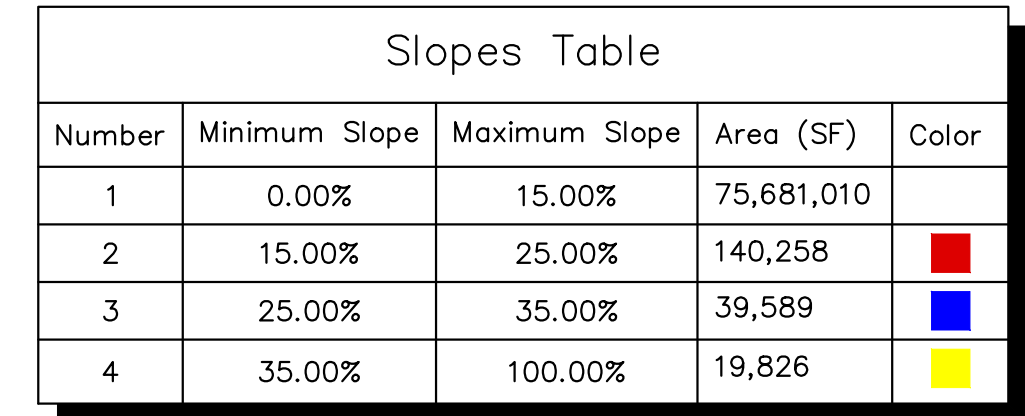 Slopes Table
Number Minimum Slope Maximum Slope Area (SF) Color
1 0.00% 15.00% 75,681,010
2 15.00% 25.00% 140,258
3 25.00% 35.00% 39,589
4 35.00% 100.00% 19,826